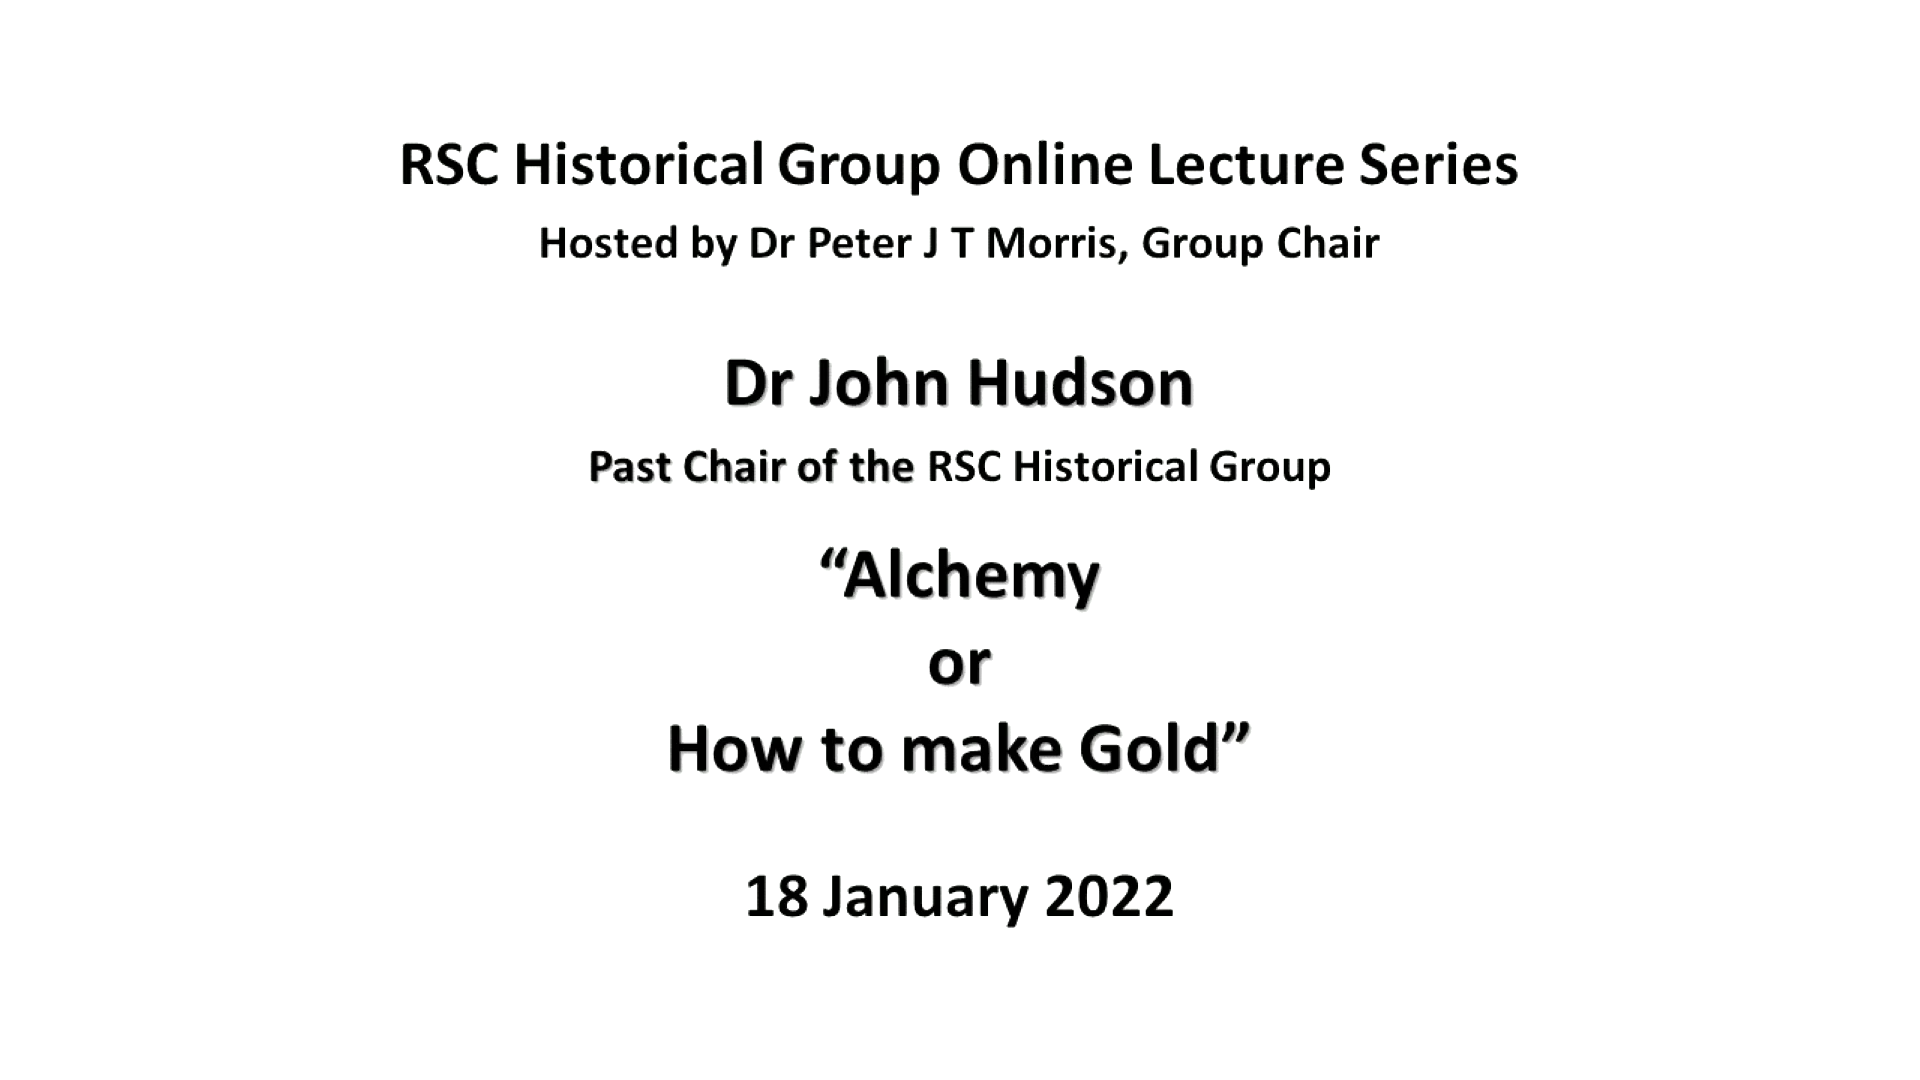 RSC Historical Group Online Lecture Series
Hosted by Dr Peter J T Morris, Group Chair
Dr John Hudson
Past Chair of the RSC Historical Group
“Alchemy
or
How to make Gold”
18 January 2022